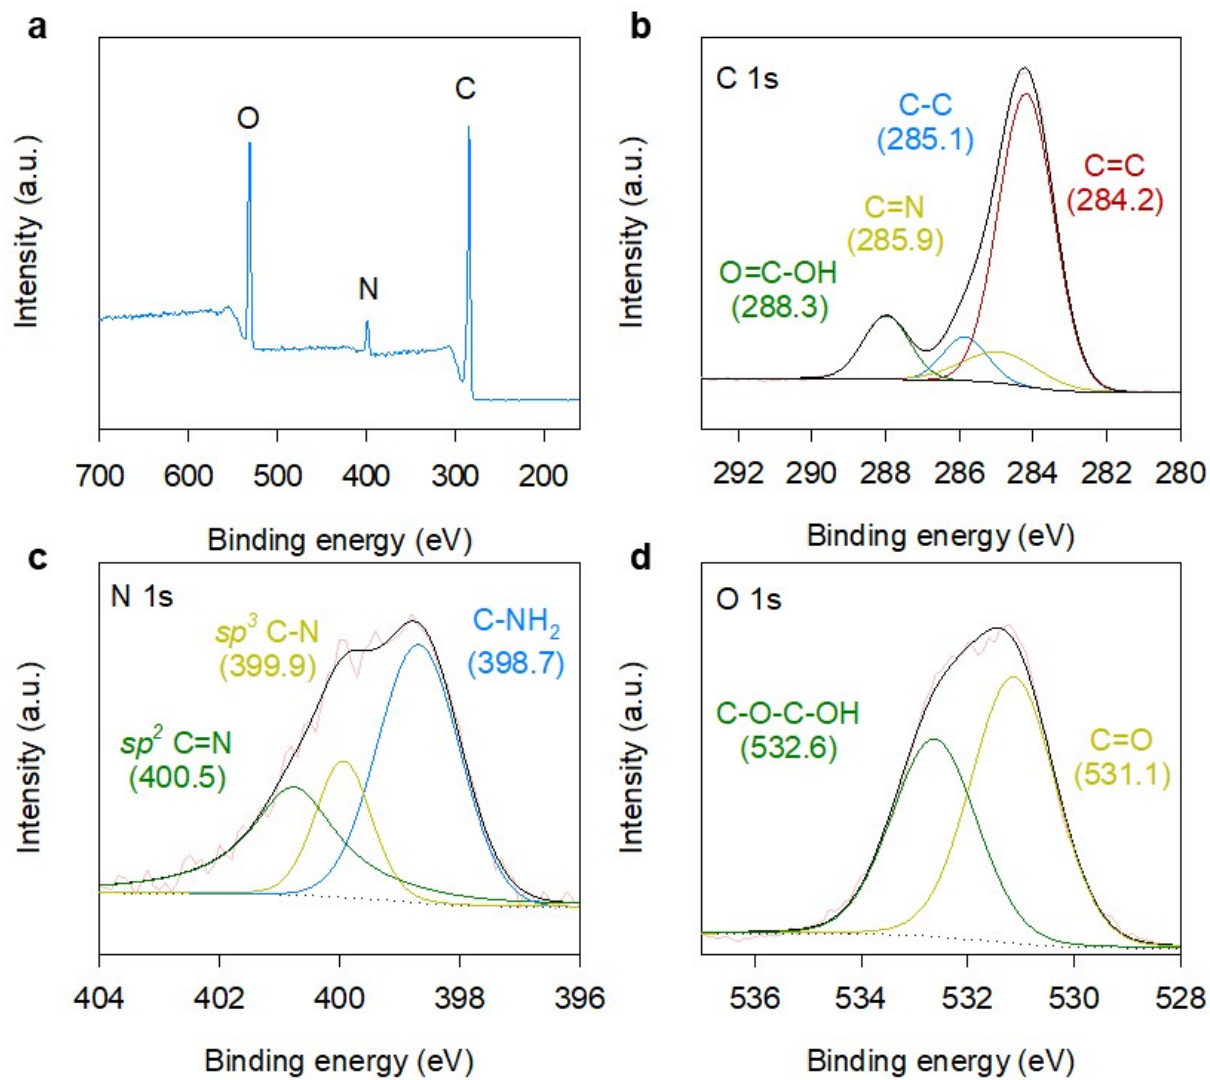 a
O
N
C
Intensity (a.u.)
700 600 500 400 300 200
Binding energy (eV)
b
C 1s
C-C
(285.1)
C=C
(284.2)
C=N
(285.9)
O=C-OH
(288.3)
Intensity (a.u.)
292 290 288 286 284 282 280
Binding energy (eV)
c
N 1s
sp³ C-N
(399.9)
C-NH₂
(398.7)
sp² C=N
(400.5)
Intensity (a.u.)
404 402 400 398 396
Binding energy (eV)
d
O 1s
C-O-C-OH
(532.6)
C=O
(531.1)
Intensity (a.u.)
536 534 532 530 528
Binding energy (eV)